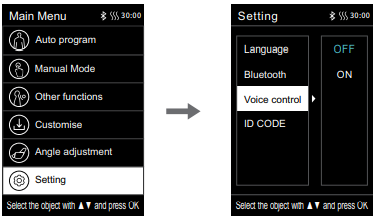 Main Menu 30:00
Auto program
Manual Mode
Other functions
Customise
Angle adjustment
Setting
Select the object with ▲▼ and press OK
Setting 30:00
Language OFF
Bluetooth ON
Voice control
ID CODE
Select the object with ▲▼ and press OK